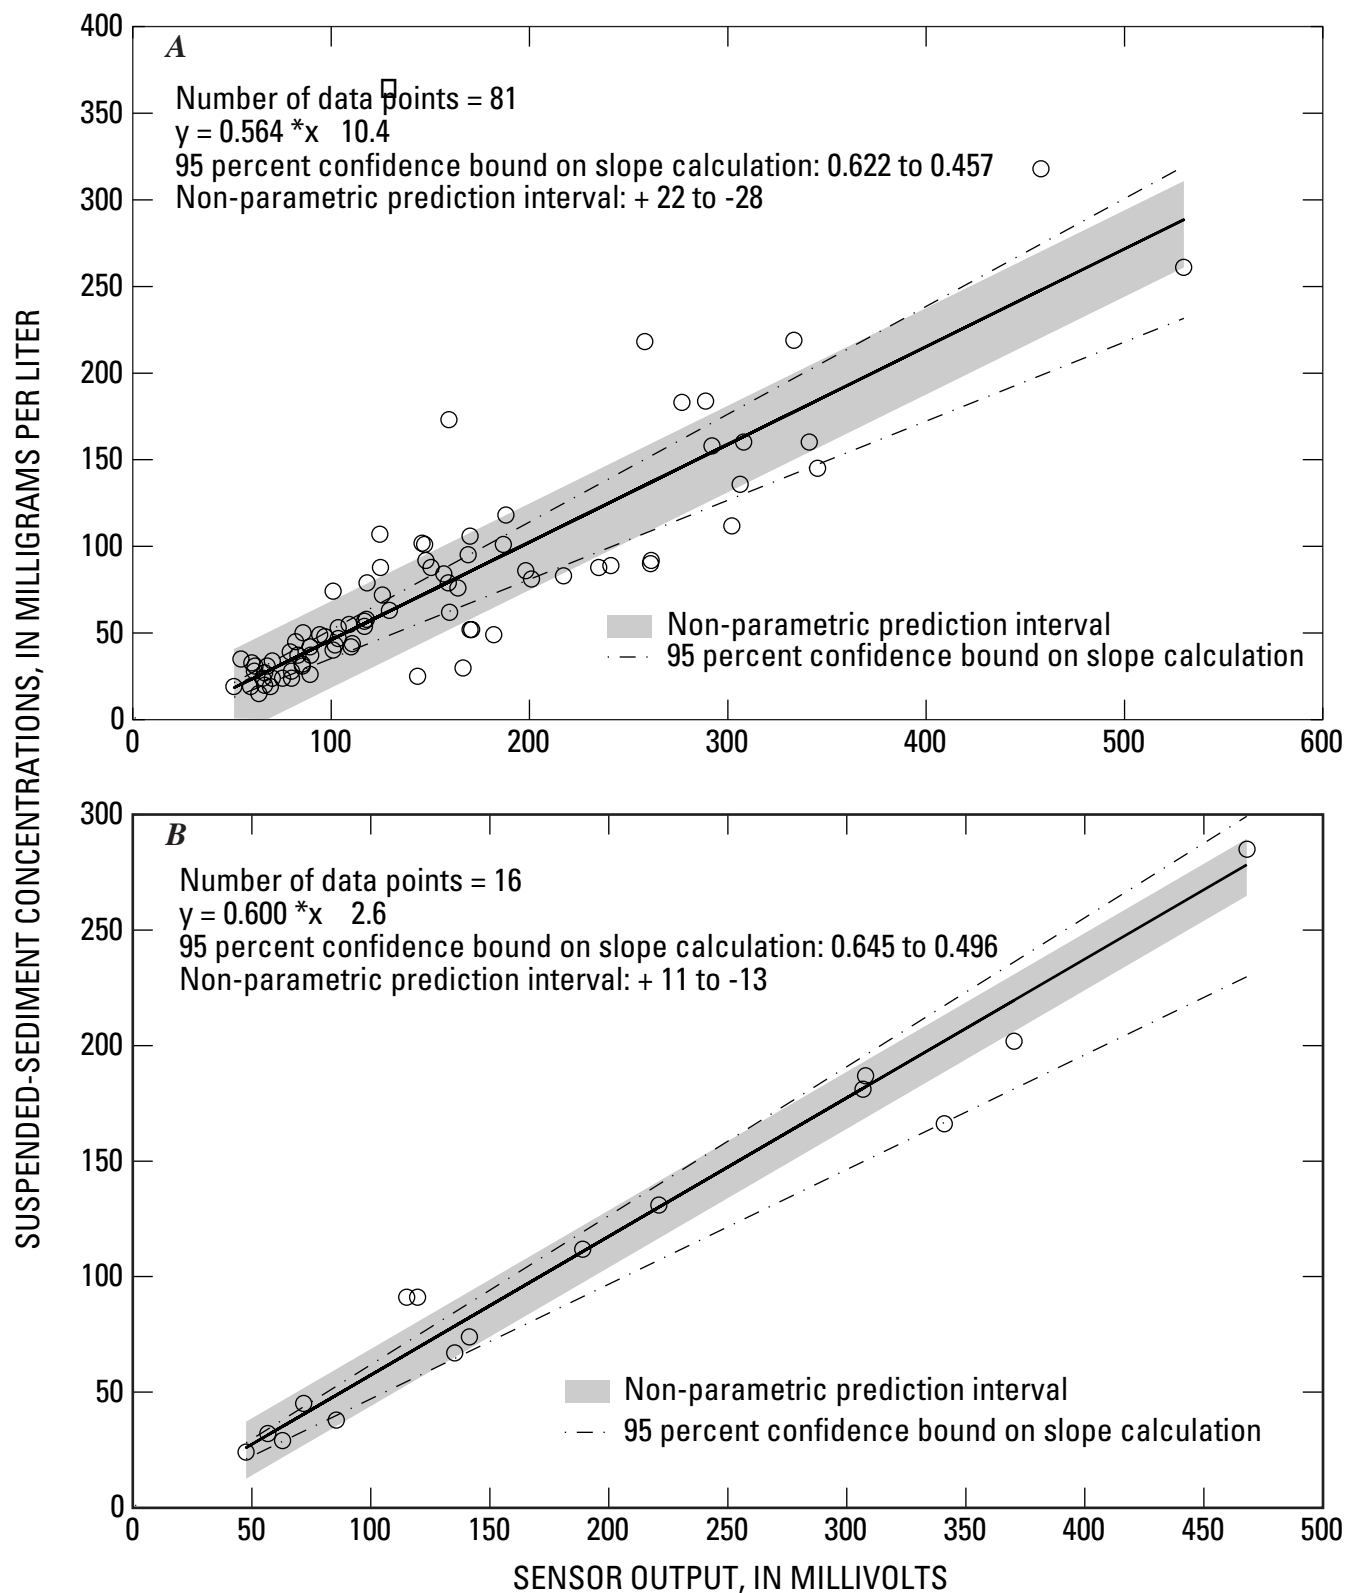 SUSPENDED-SEDIMENT CONCENTRATIONS, IN MILLIGRAMS PER LITER
400
350
300
250
200
150
100
50
0
A
Number of data points = 81
y = 0.564 *x 10.4
95 percent confidence bound on slope calculation: 0.622 to 0.457
Non-parametric prediction interval: + 22 to -28
Non-parametric prediction interval
95 percent confidence bound on slope calculation
0 100 200 300 400 500 600
300
250
200
150
100
50
0
B
Number of data points = 16
y = 0.600 *x 2.6
95 percent confidence bound on slope calculation: 0.645 to 0.496
Non-parametric prediction interval: + 11 to -13
Non-parametric prediction interval
95 percent confidence bound on slope calculation
0 50 100 150 200 250 300 350 400 450 500
SENSOR OUTPUT, IN MILLIVOLTS